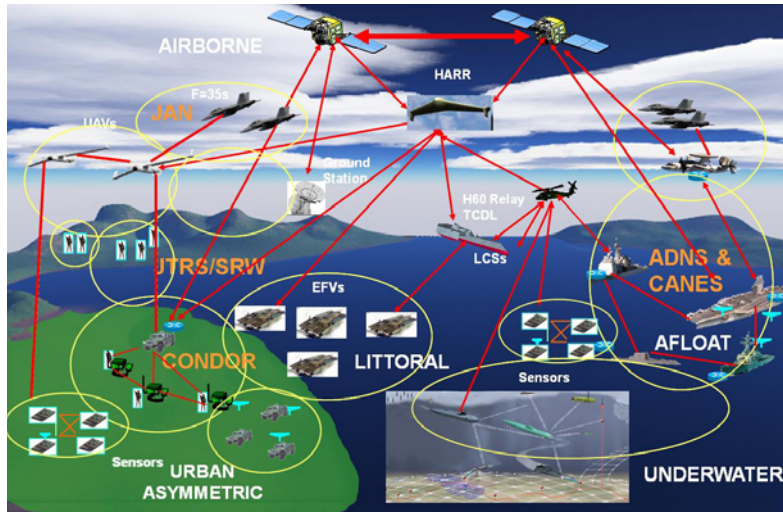 AIRBORNE
HARR
F=35s
JAN
UAVs
Ground
Station
H60 Relay
TCDL
LCSs
JTRS/SRW
ADNS &
CANES
EFVs
CONDOR
LITTORAL
AFLOAT
Sensors
Sensors
URBAN
ASYMMETRIC
UNDERWATER